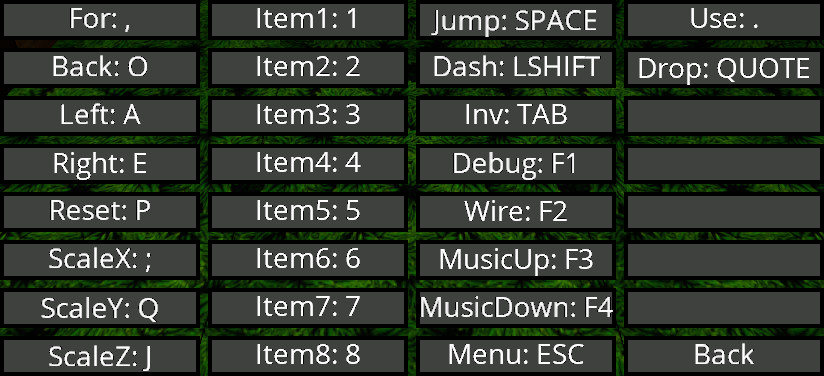 For: ,
Back: O
Left: A
Right: E
Reset: P
ScaleX: ;
ScaleY: Q
ScaleZ: J
Item1: 1
Item2: 2
Item3: 3
Item4: 4
Item5: 5
Item6: 6
Item7: 7
Item8: 8
Jump: SPACE
Dash: LSHIFT
Inv: TAB
Debug: F1
Wire: F2
MusicUp: F3
MusicDown: F4
Menu: ESC
Use: .
Drop: QUOTE
Back